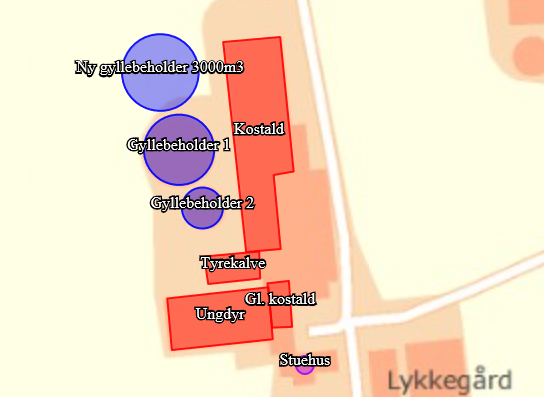 Ny gyllebeholder 3000m3
Kostald
Gyllebeholder 1
Gyllebeholder 2
Tyrekalve
Gl. kostald
Ungdyr
Stuehus
Lykkegård